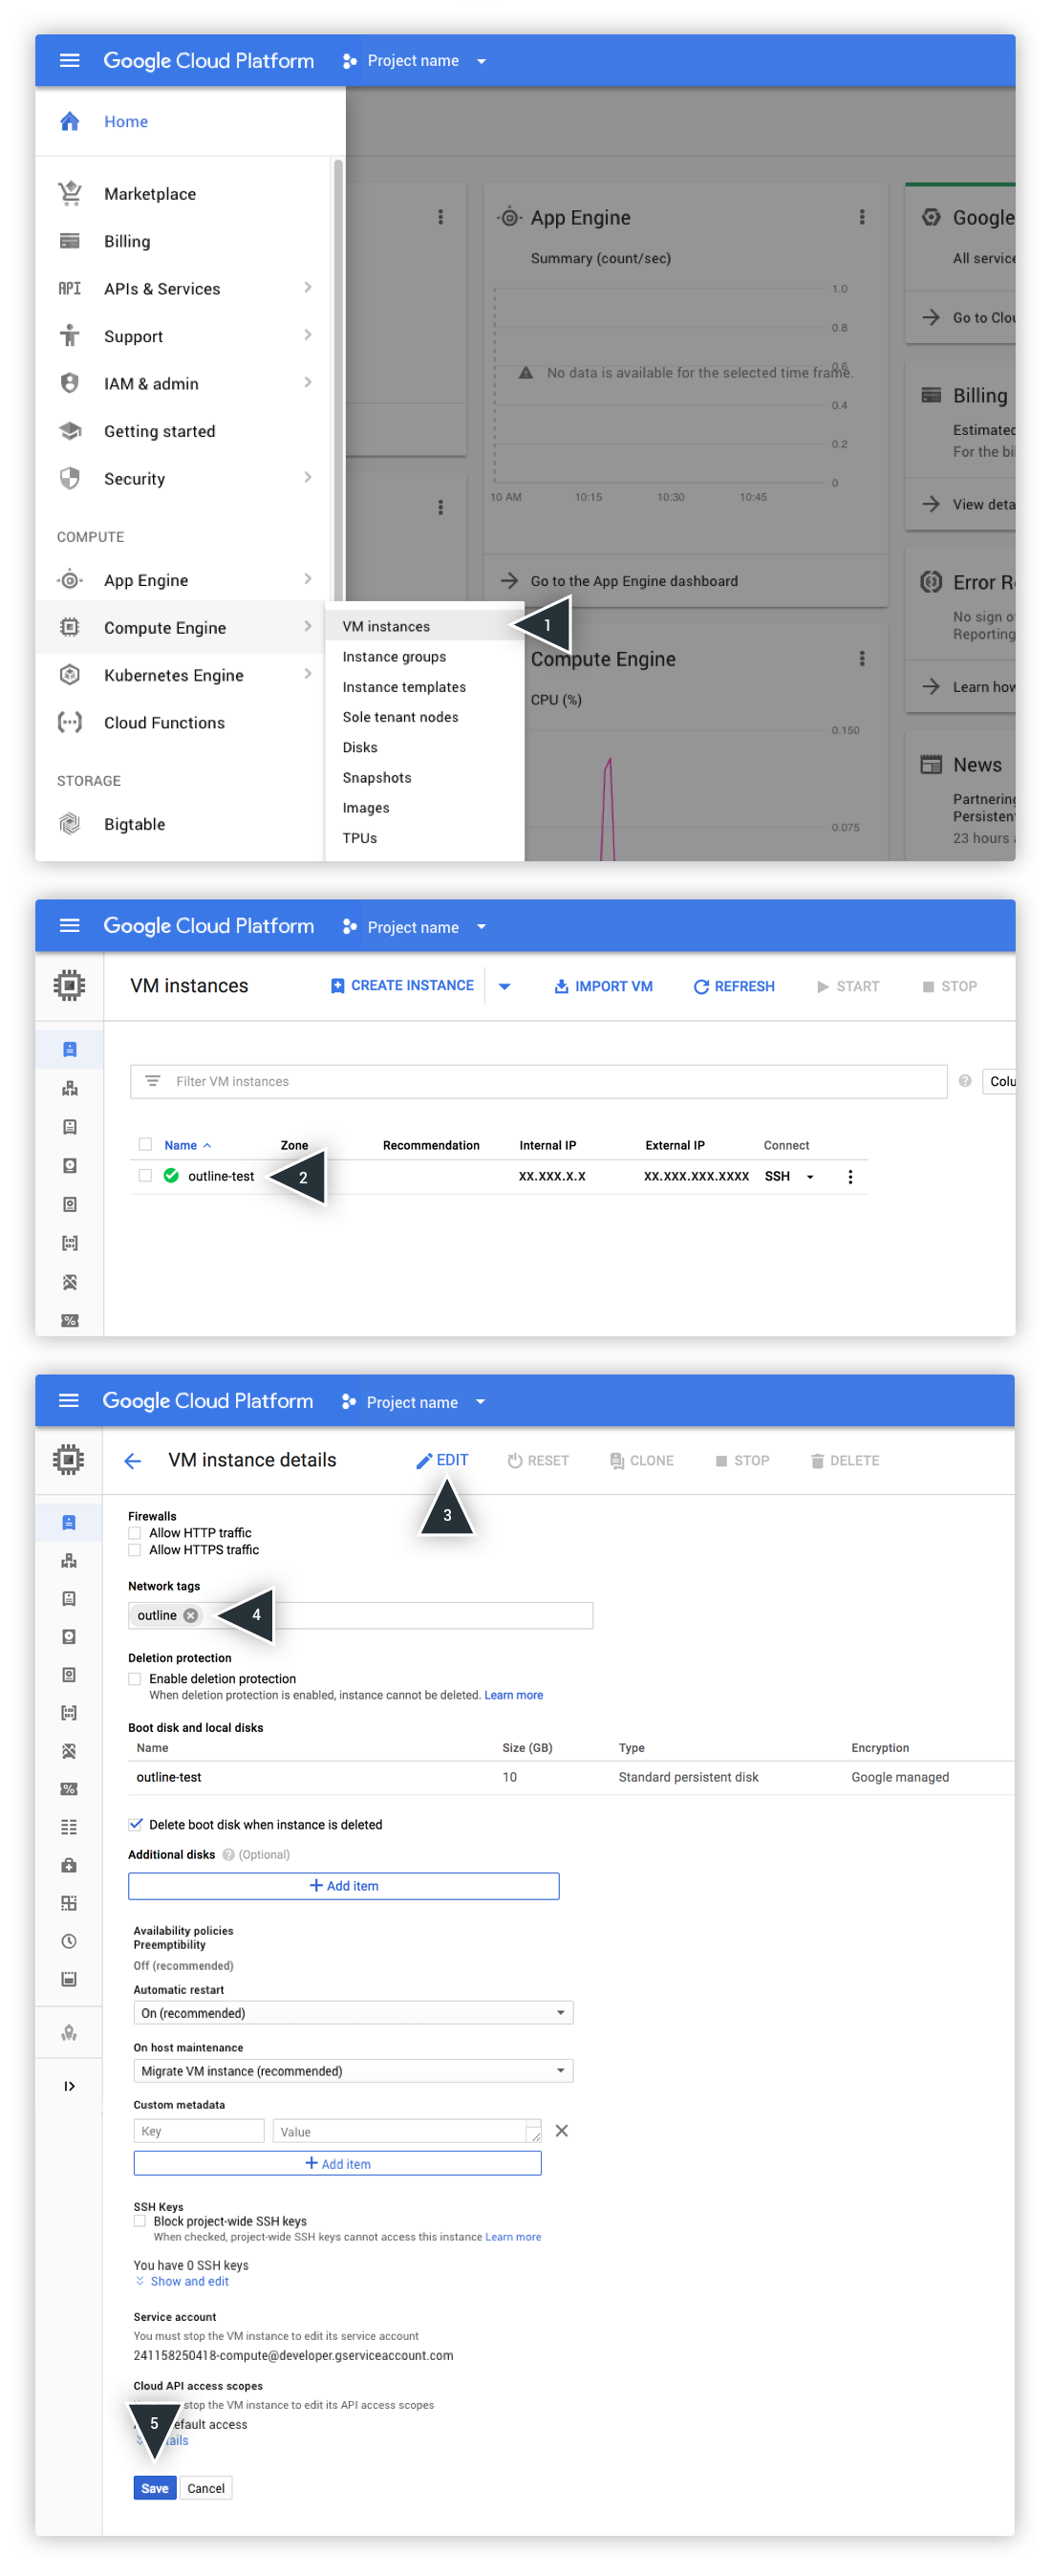 Google Cloud Platform Project name
Home
Marketplace
Billing
API APIs & Services
Support
IAM & admin
Getting started
Security
COMPUTE
App Engine
Compute Engine
Kubernetes Engine
Cloud Functions
STORAGE
Bigtable
VM instances
Instance groups
Instance templates
Sole tenant nodes
Disks
Snapshots
Images
TPUs
1
App Engine
Summary (count/sec)
1.0
0.8
0.6
No data is available for the selected time frame.
0.4
0.2
0
10 AM 10:15 10:30 10:45
Go to the App Engine dashboard
Compute Engine
CPU (%)
0.150
0.075
Google
All service
Go to Clou
Billing
Estimated
For the bi
View deta
Error R
No sign o
Reporting
Learn how
News
Partnering
Persistent
23 hours a
Google Cloud Platform Project name
VM instances CREATE INSTANCE IMPORT VM REFRESH START STOP
Filter VM instances Colu
Name Zone Recommendation Internal IP External IP Connect
outline-test 2 XX.XXX.X.X XX.XXX.XXX.XXXX SSH
Google Cloud Platform Project name
VM instance details EDIT RESET CLONE STOP DELETE
3
Firewalls
Allow HTTP traffic
Allow HTTPS traffic
Network tags
outline 4
Deletion protection
Enable deletion protection
When deletion protection is enabled, instance cannot be deleted. Learn more
Boot disk and local disks
Name Size (GB) Type Encryption
outline-test 10 Standard persistent disk Google managed
Delete boot disk when instance is deleted
Additional disks (Optional)
Add item
Availability policies
Preemptibility
Off (recommended)
Automatic restart
On (recommended)
On host maintenance
Migrate VM instance (recommended)
Custom metadata
Key Value
Add item
SSH Keys
Block project-wide SSH keys
When checked, project-wide SSH keys cannot access this instance Learn more
You have 0 SSH keys
Show and edit
Service account
You must stop the VM instance to edit its service account
241158250418-compute@developer.gserviceaccount.com
Cloud API access scopes
stop the VM instance to edit its API access scopes
5 efault access
ails
Save Cancel